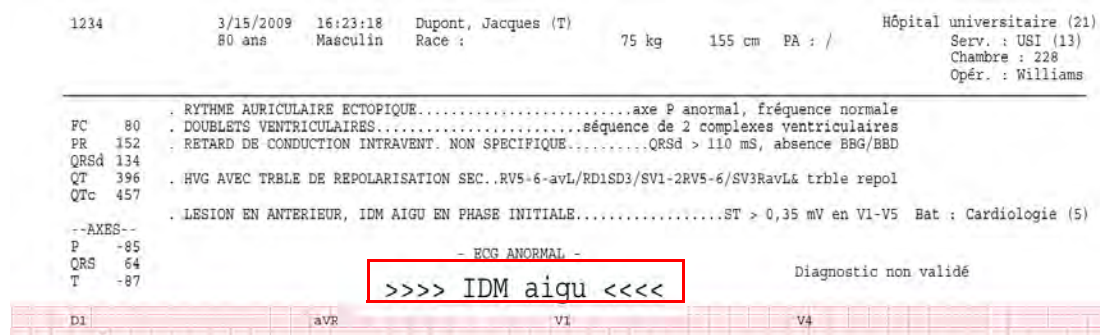 1234 3/15/2009 16:23:18 Dupont, Jacques (T) Hôpital universitaire (21)
80 ans Masculin Race : 75 kg 155 cm PA : / Serv. : USI (13)
Chambre : 228
Opér. : Williams
. RYTHME AURICULAIRE ECTOPIQUE..........................axe P anormal, fréquence normale
FC 80 . DOUBLETS VENTRICULAIRES.........................séquence de 2 complexes ventriculaires
PR 152 . RETARD DE CONDUCTION INTRAVENT. NON SPECIFIQUE..........QRSd > 110 mS, absence BBG/BBD
QRSd 134
QT 396 . HVG AVEC TRBLE DE REPOLARISATION SEC..RV5-6-avL/RD1SD3/SV1-2RV5-6/SV3RavL& trble repol
QTc 457
. LESION EN ANTERIEUR, IDM AIGU EN PHASE INITIALE..................ST > 0,35 mV en V1-V5 Bat : Cardiologie (5)
--AXES--
P -85
- ECG ANORMAL -
QRS 64
Diagnostic non validé
T -87
>>>> IDM aigu <<<<
D1 aVR V1 V4